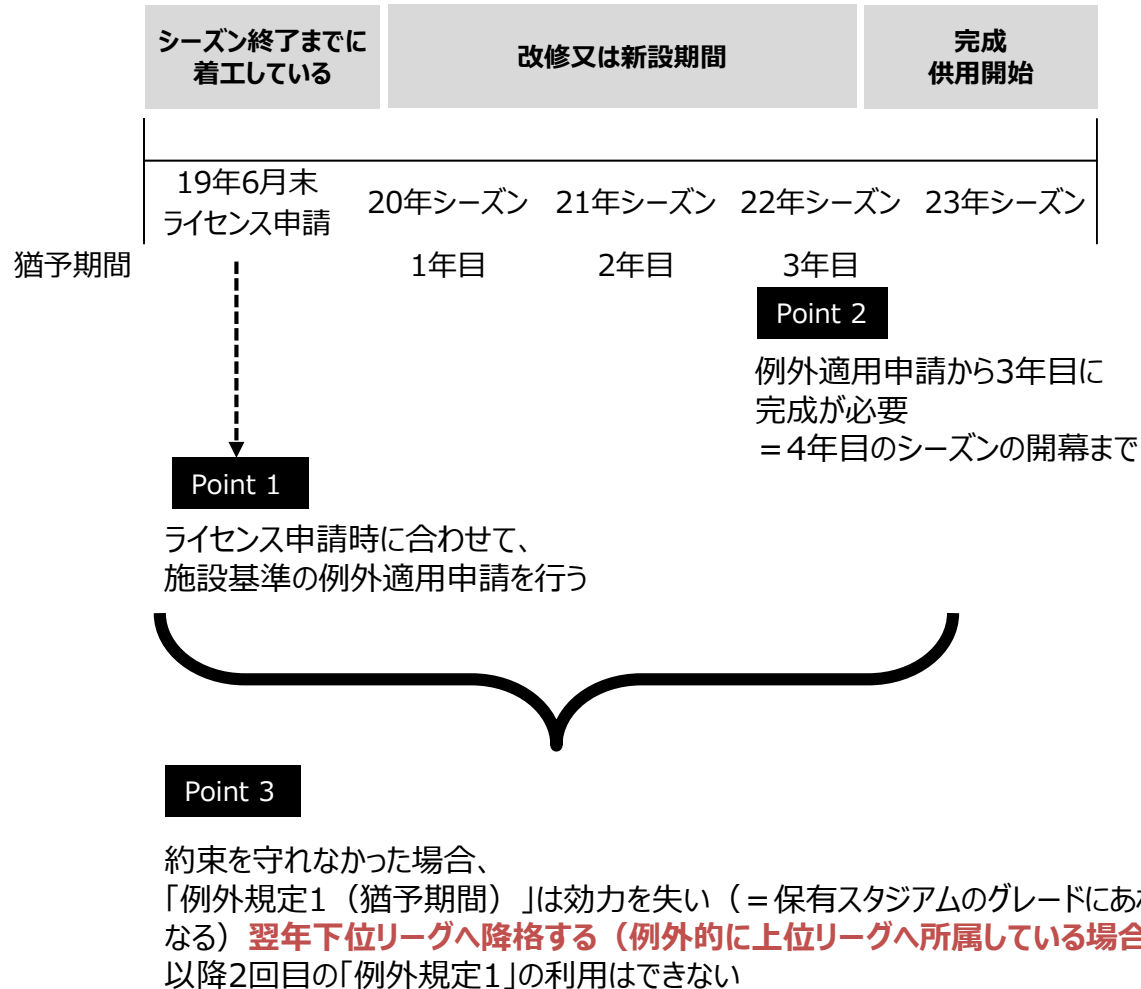 シーズン終了までに
着工している
改修又は新設期間
完成
供用開始
19年6月末
ライセンス申請
20年シーズン
21年シーズン
22年シーズン
23年シーズン
猶予期間
1年目
2年目
3年目
Point 2
例外適用申請から3年目に
完成が必要
＝4年目のシーズンの開幕まで
Point 1
ライセンス申請時に合わせて、
施設基準の例外適用申請を行う
Point 3
約束を守れなかった場合、
「例外規定1（猶予期間）」は効力を失い（＝保有スタジアムのグレードにあ
なる）翌年下位リーグへ降格する（例外的に上位リーグへ所属している場合
以降2回目の「例外規定1」の利用はできない